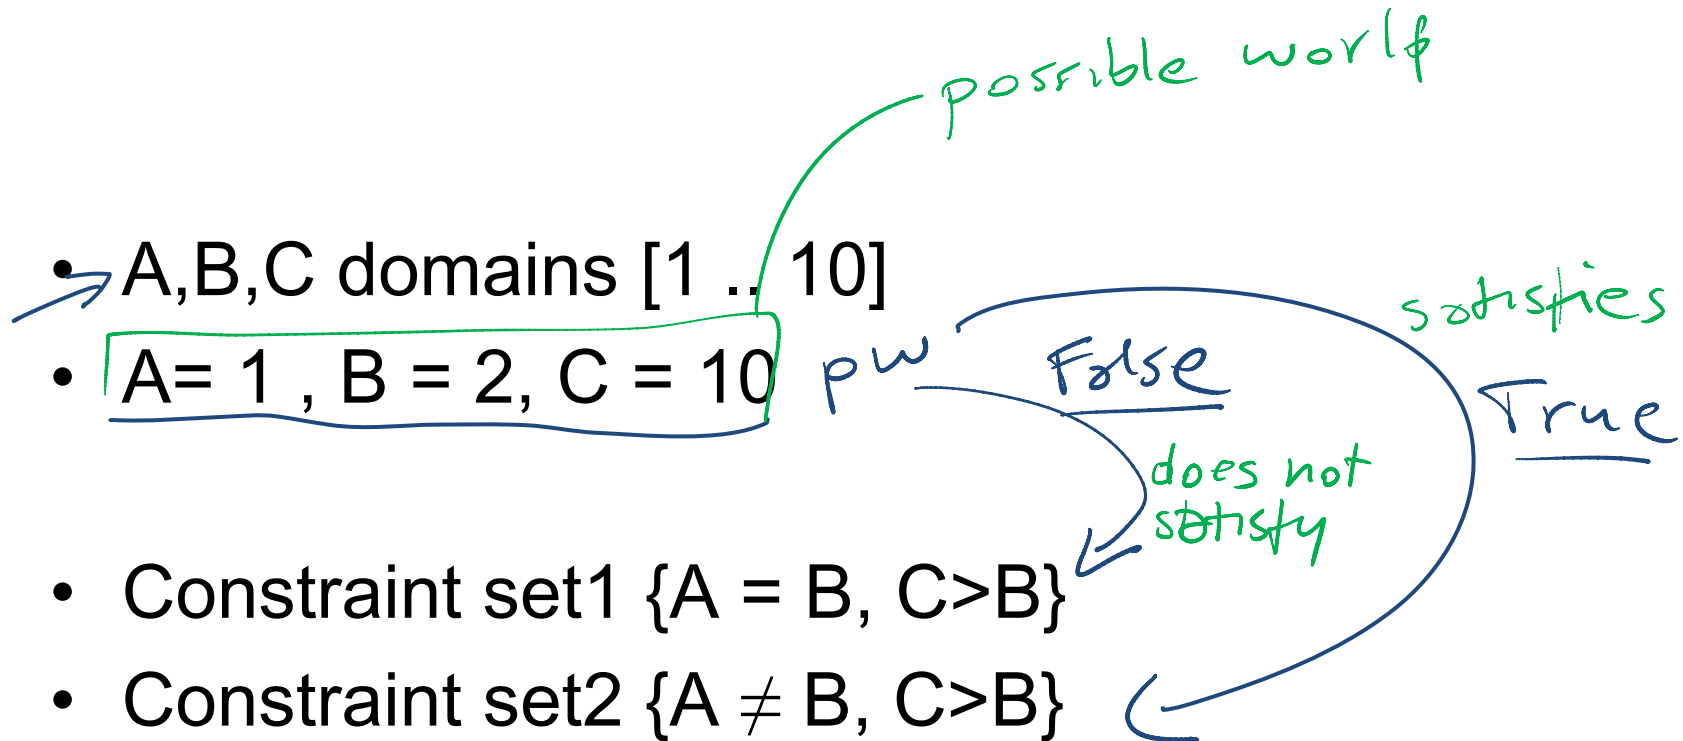 possible world
• A,B,C domains [1 .. 10]
satisfies
• A= 1 , B = 2, C = 10 pw False
True
does not
satisfy
• Constraint set1 {A = B, C>B}
• Constraint set2 {A ≠ B, C>B}